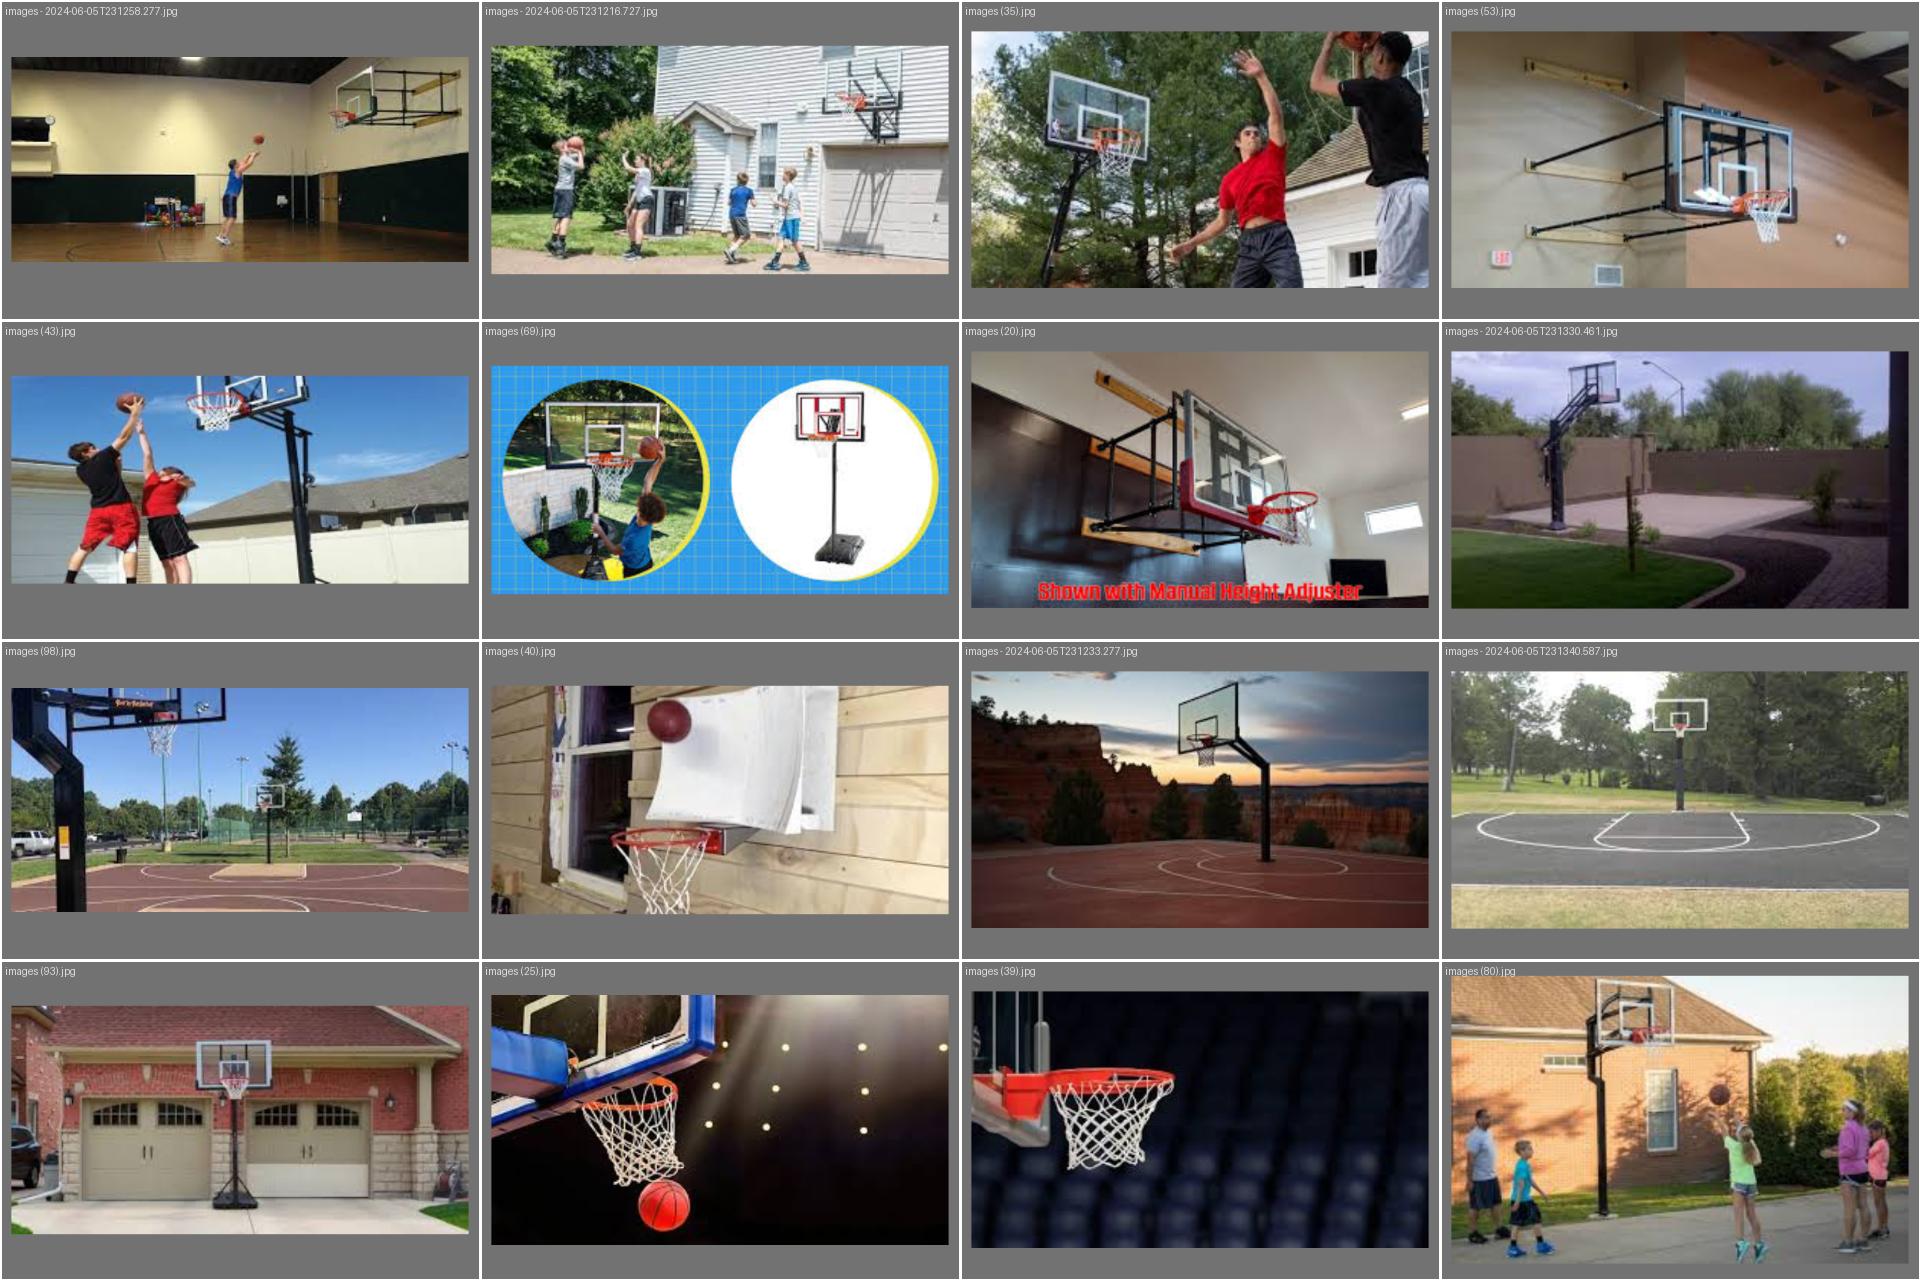 images - 2024-06-05T231258.277.jpg
images - 2024-06-05T231216.727.jpg
images (35).jpg
images (53).jpg
images (43).jpg
images (69).jpg
images (20).jpg
images - 2024-06-05T231330.461.jpg
Shown with Manual Height Adjuster
images (98).jpg
images (40).jpg
images - 2024-06-05T231233.277.jpg
images - 2024-06-05T231340.587.jpg
images (93).jpg
images (25).jpg
images (39).jpg
images (80).jpg